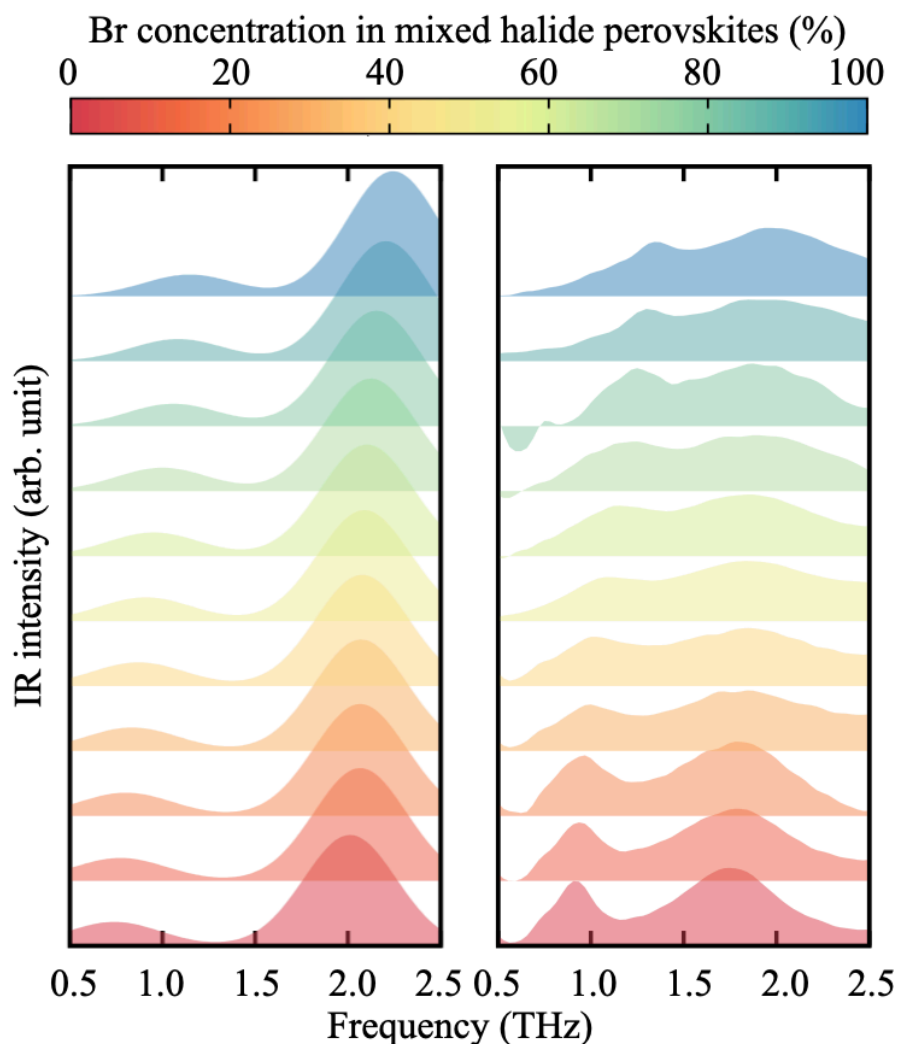 Br concentration in mixed halide perovskites (%)
0 20 40 60 80 100
IR intensity (arb. unit)
0.5 1.0 1.5 2.0 2.5 0.5 1.0 1.5 2.0 2.5
Frequency (THz)